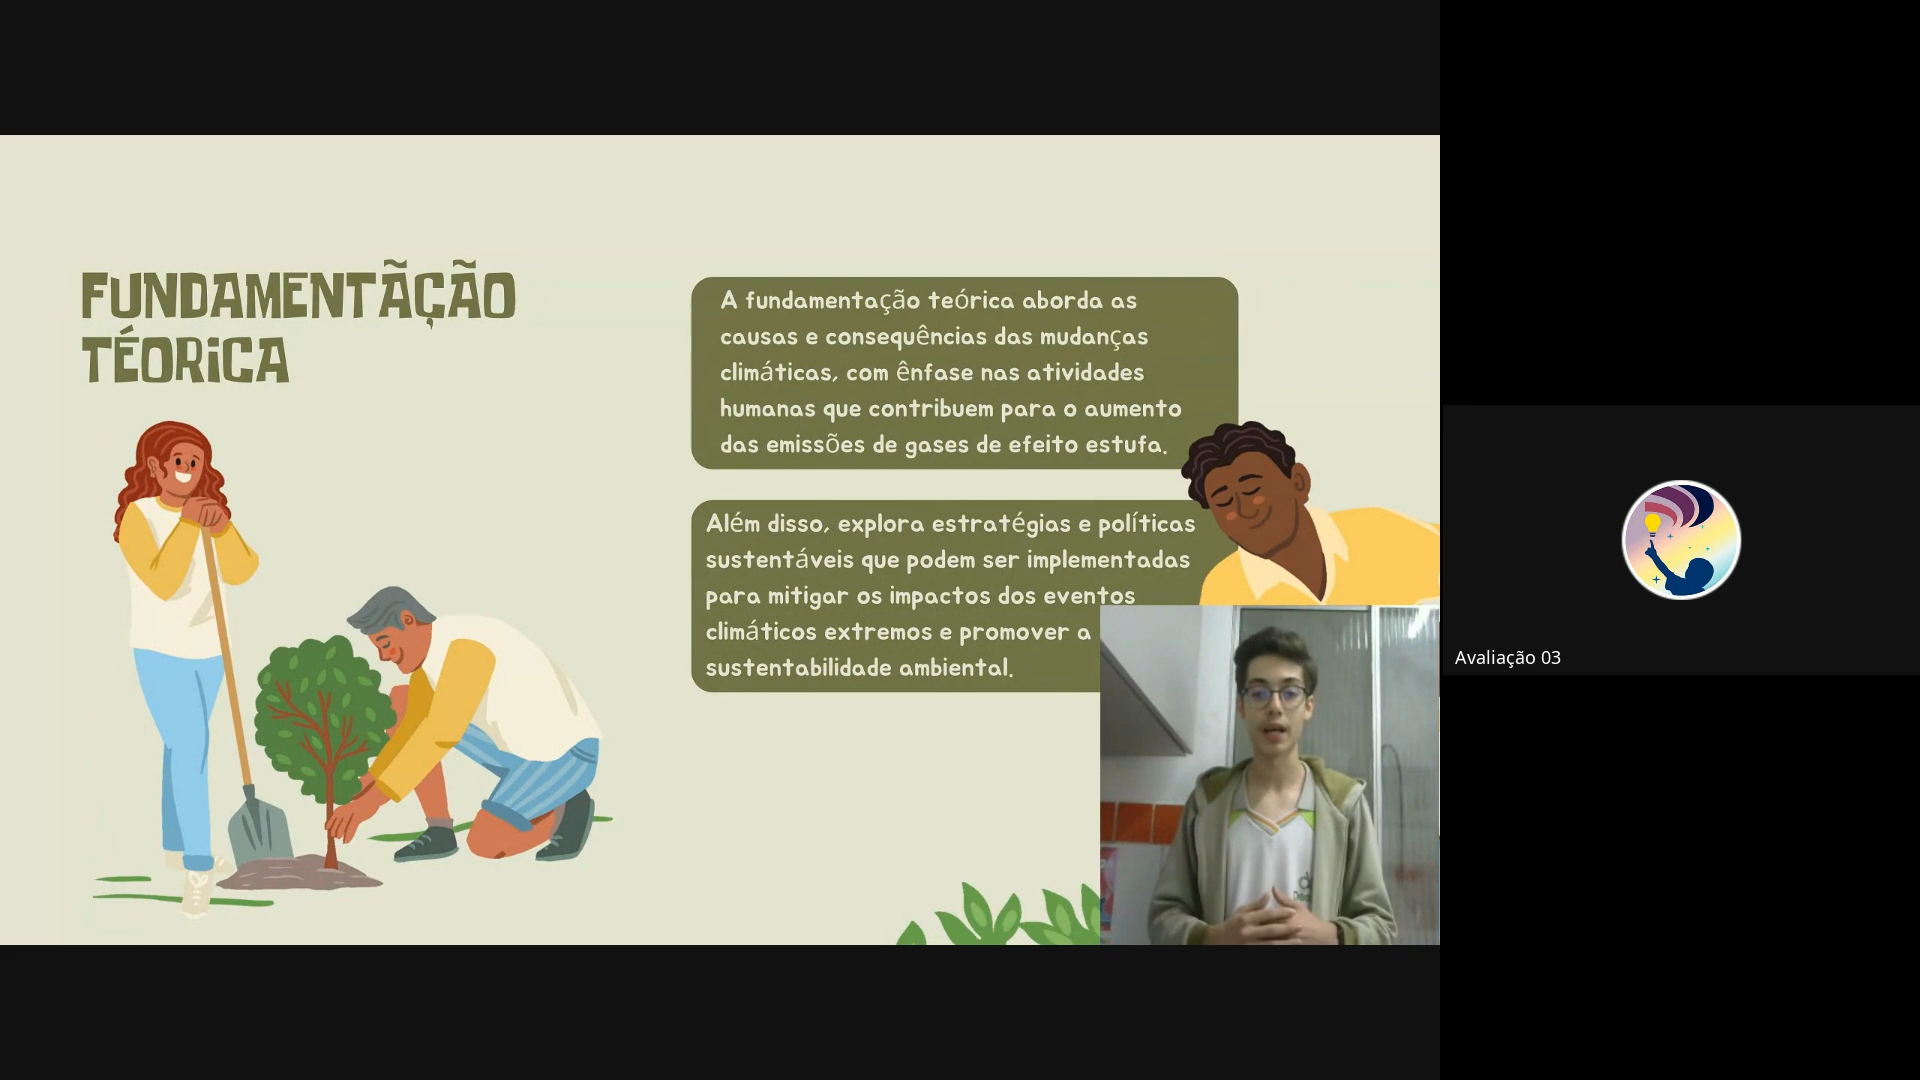 FUNDAMENTÃÇÃO
TÉORiCA
A fundamentação teórica aborda as
causas e consequências das mudanças
climáticas, com ênfase nas atividades
humanas que contribuem para o aumento
das emissões de gases de efeito estufa.
Além disso, explora estratégias e políticas
sustentáveis que podem ser implementadas
para mitigar os impactos dos eventos
climáticos extremos e promover a
sustentabilidade ambiental.
Avaliação 03